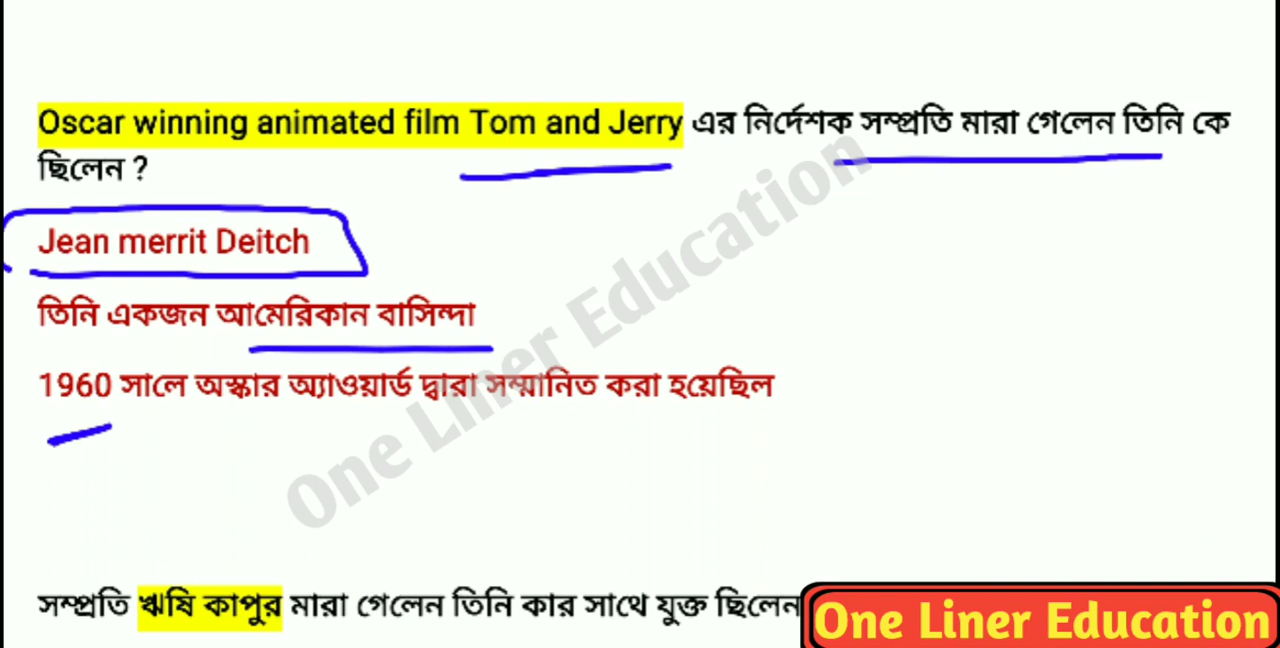 Oscar winning animated film Tom and Jerry এর নির্দেশক সম্প্রতি মারা গেলেন তিনি কে
ছিলেন ?
Jean merrit Deitch
তিনি একজন আমেরিকান বাসিন্দা
1960 সালে অস্কার অ্যাওয়ার্ড দ্বারা সম্মানিত করা হয়েছিল
One Liner Education
সম্প্রতি ঋষি কাপুর মারা গেলেন তিনি কার সাথে যুক্ত ছিলেন
One Liner Education